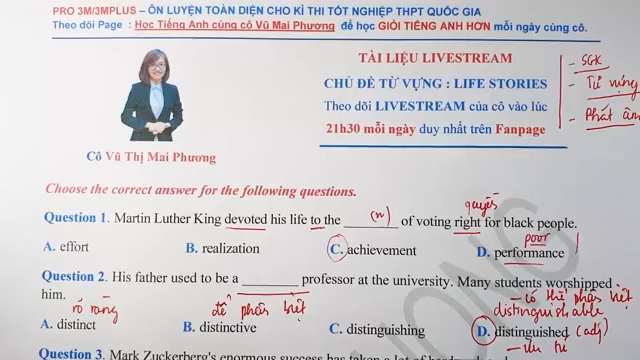 PRO 3M/3MPLUS – ÔN LUYỆN TOÀN DIỆN CHO KÌ THI TỐT NGHIỆP THPT QUỐC GIA
Theo dõi Page : Học Tiếng Anh cùng cô Vũ Mai Phương để học GIỎI TIẾNG ANH HƠN mỗi ngày cùng cô.
TÀI LIỆU LIVESTREAM
CHỦ ĐỀ TỪ VỰNG : LIFE STORIES
Theo dõi LIVESTREAM của cô vào lúc
21h30 mỗi ngày duy nhất trên Fanpage
- SGK
- Từ vựng
- Phát âm
Cô Vũ Thị Mai Phương
Choose the correct answer for the following questions.
quyền
Question 1. Martin Luther King devoted his life to the ______ (n) of voting right for black people.
poor
A. effort B. realization C. achievement D. performance
Question 2. His father used to be a ________ professor at the university. Many students worshipped
him.
rõ ràng dễ phân biệt - có thể phân biệt
distinguishable
A. distinct B. distinctive C. distinguishing D. distinguished (adj)
- ưu tú
Question 3. Mark Zuckerberg's enormous success has taken a lot of